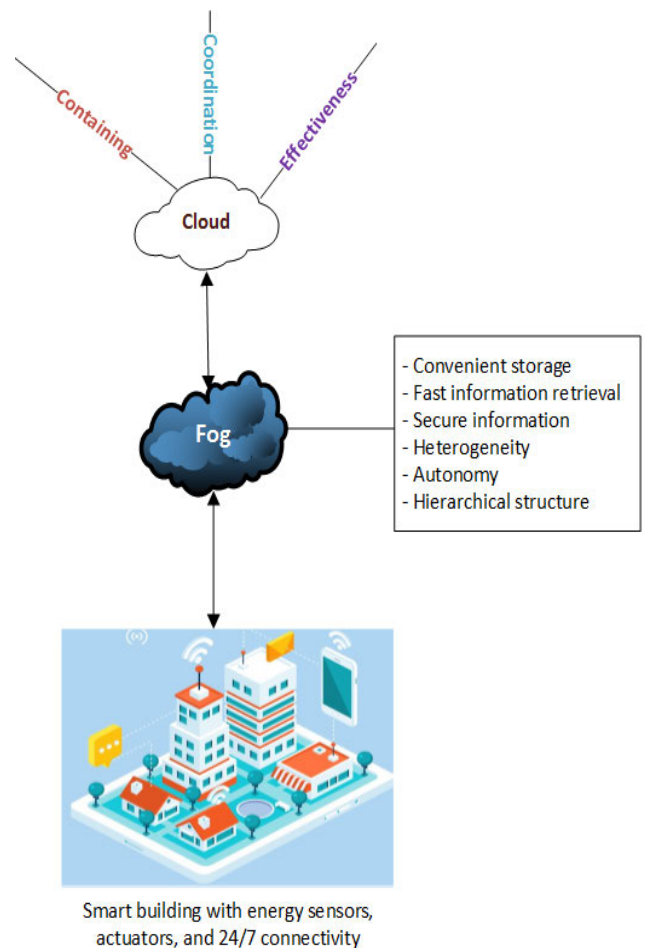 Containing
Coordination
Effectiveness
Cloud
Fog
- Convenient storage
- Fast information retrieval
- Secure information
- Heterogeneity
- Autonomy
- Hierarchical structure
Smart building with energy sensors,
actuators, and 24/7 connectivity